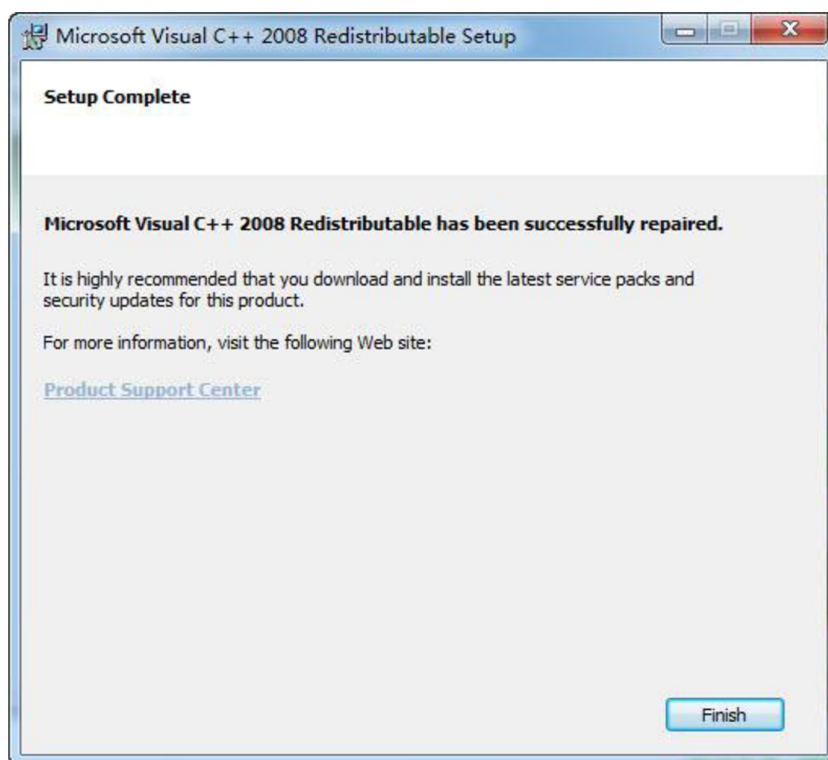 Microsoft Visual C++ 2008 Redistributable Setup
Setup Complete
Microsoft Visual C++ 2008 Redistributable has been successfully repaired.
It is highly recommended that you download and install the latest service packs and
security updates for this product.
For more information, visit the following Web site:
Product Support Center
Finish